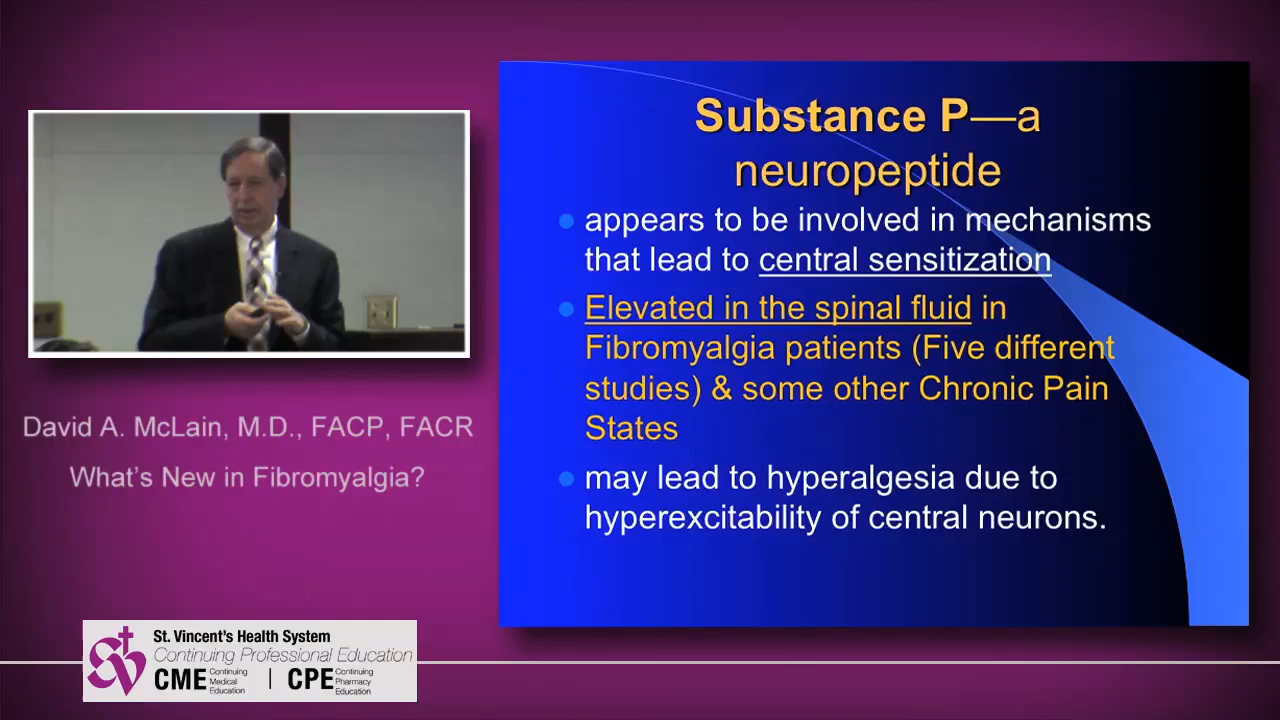 Substance P—a
neuropeptide
appears to be involved in mechanisms
that lead to central sensitization
Elevated in the spinal fluid in
Fibromyalgia patients (Five different
studies) & some other Chronic Pain
States
may lead to hyperalgesia due to
hyperexcitability of central neurons.
David A. McLain, M.D., FACP, FACR
What's New in Fibromyalgia?
St. Vincent's Health System
Continuing Professional Education
CME Continuing Medical Education | CPE Continuing Pharmacy Education